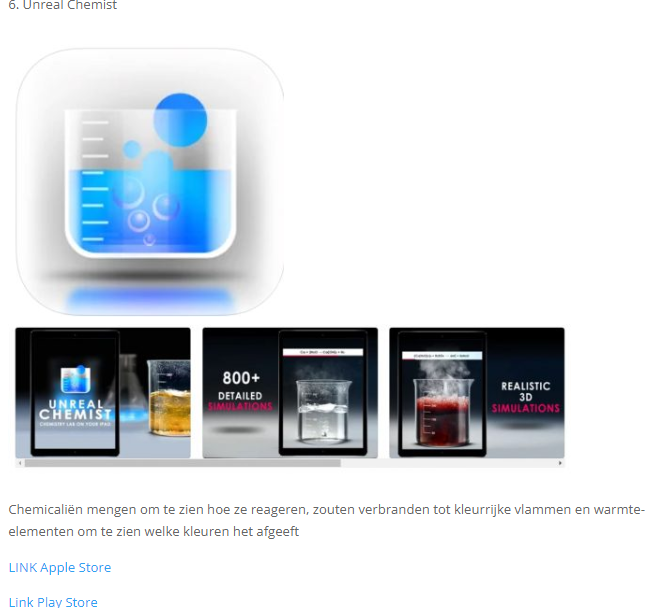 6. Unreal Chemist
UNREAL
CHEMIST
CHEMISTRY LAB ON YOUR IPAD
800+
DETAILED
SIMULATIONS
REALISTIC
3D
SIMULATIONS
Chemicaliën mengen om te zien hoe ze reageren, zouten verbranden tot kleurrijke vlammen en warmte-
elementen om te zien welke kleuren het afgeeft
LINK Apple Store
Link Play Store